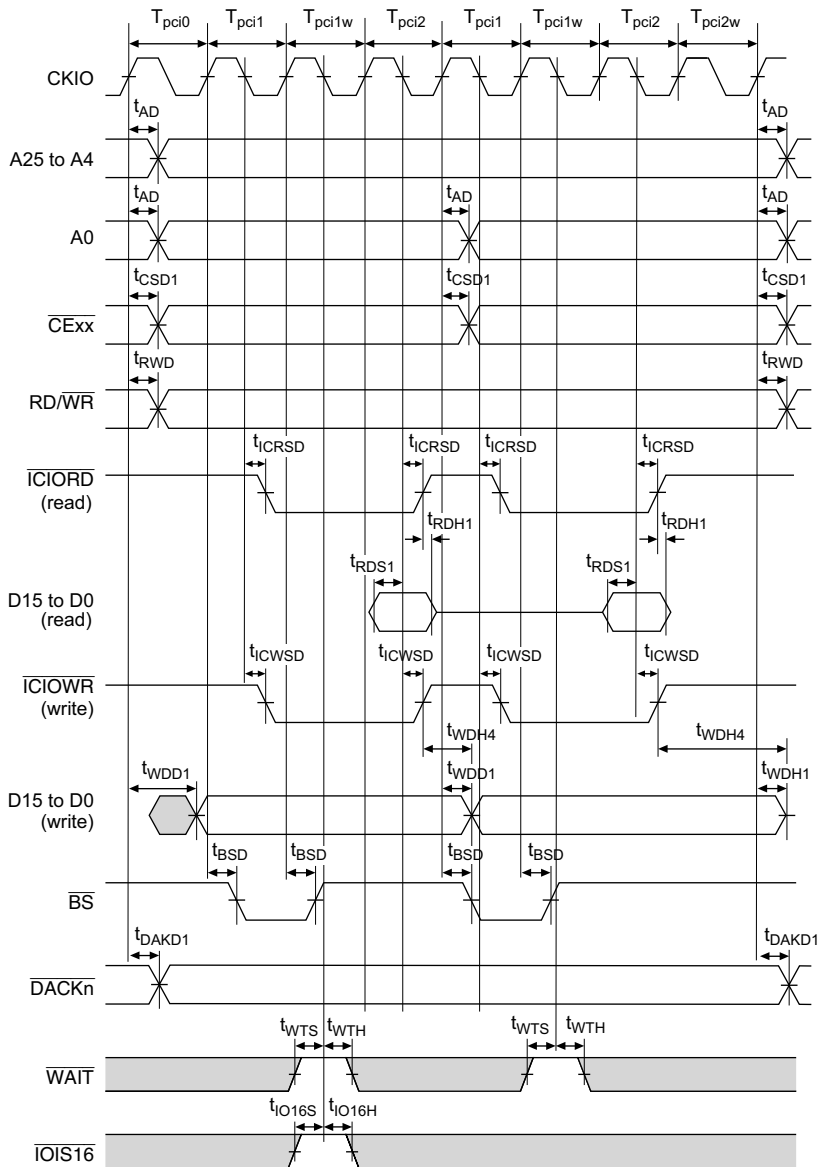 Tpci0 Tpci1 Tpci1w Tpci2 Tpci1 Tpci1w Tpci2 Tpci2w
CKIO
tAD tAD
A25 to A4
tAD tAD tAD
A0
tCSD1 tCSD1 tCSD1
CExx
tRWD tRWD
RD/WR
tICRSD tICRSD tICRSD tICRSD
ICIORD
(read)
tRDH1 tRDH1
tRDS1 tRDS1
D15 to D0
(read)
tICWSD tICWSD tICWSD tICWSD
ICIOWR
(write)
tWDH4 tWDH4
tWDD1 tWDD1 tWDH1
D15 to D0
(write)
tBSD tBSD tBSD tBSD
BS
tDAKD1 tDAKD1
DACKn
tWTS tWTH tWTS tWTH
WAIT
tIO16S tIO16H
IOIS16